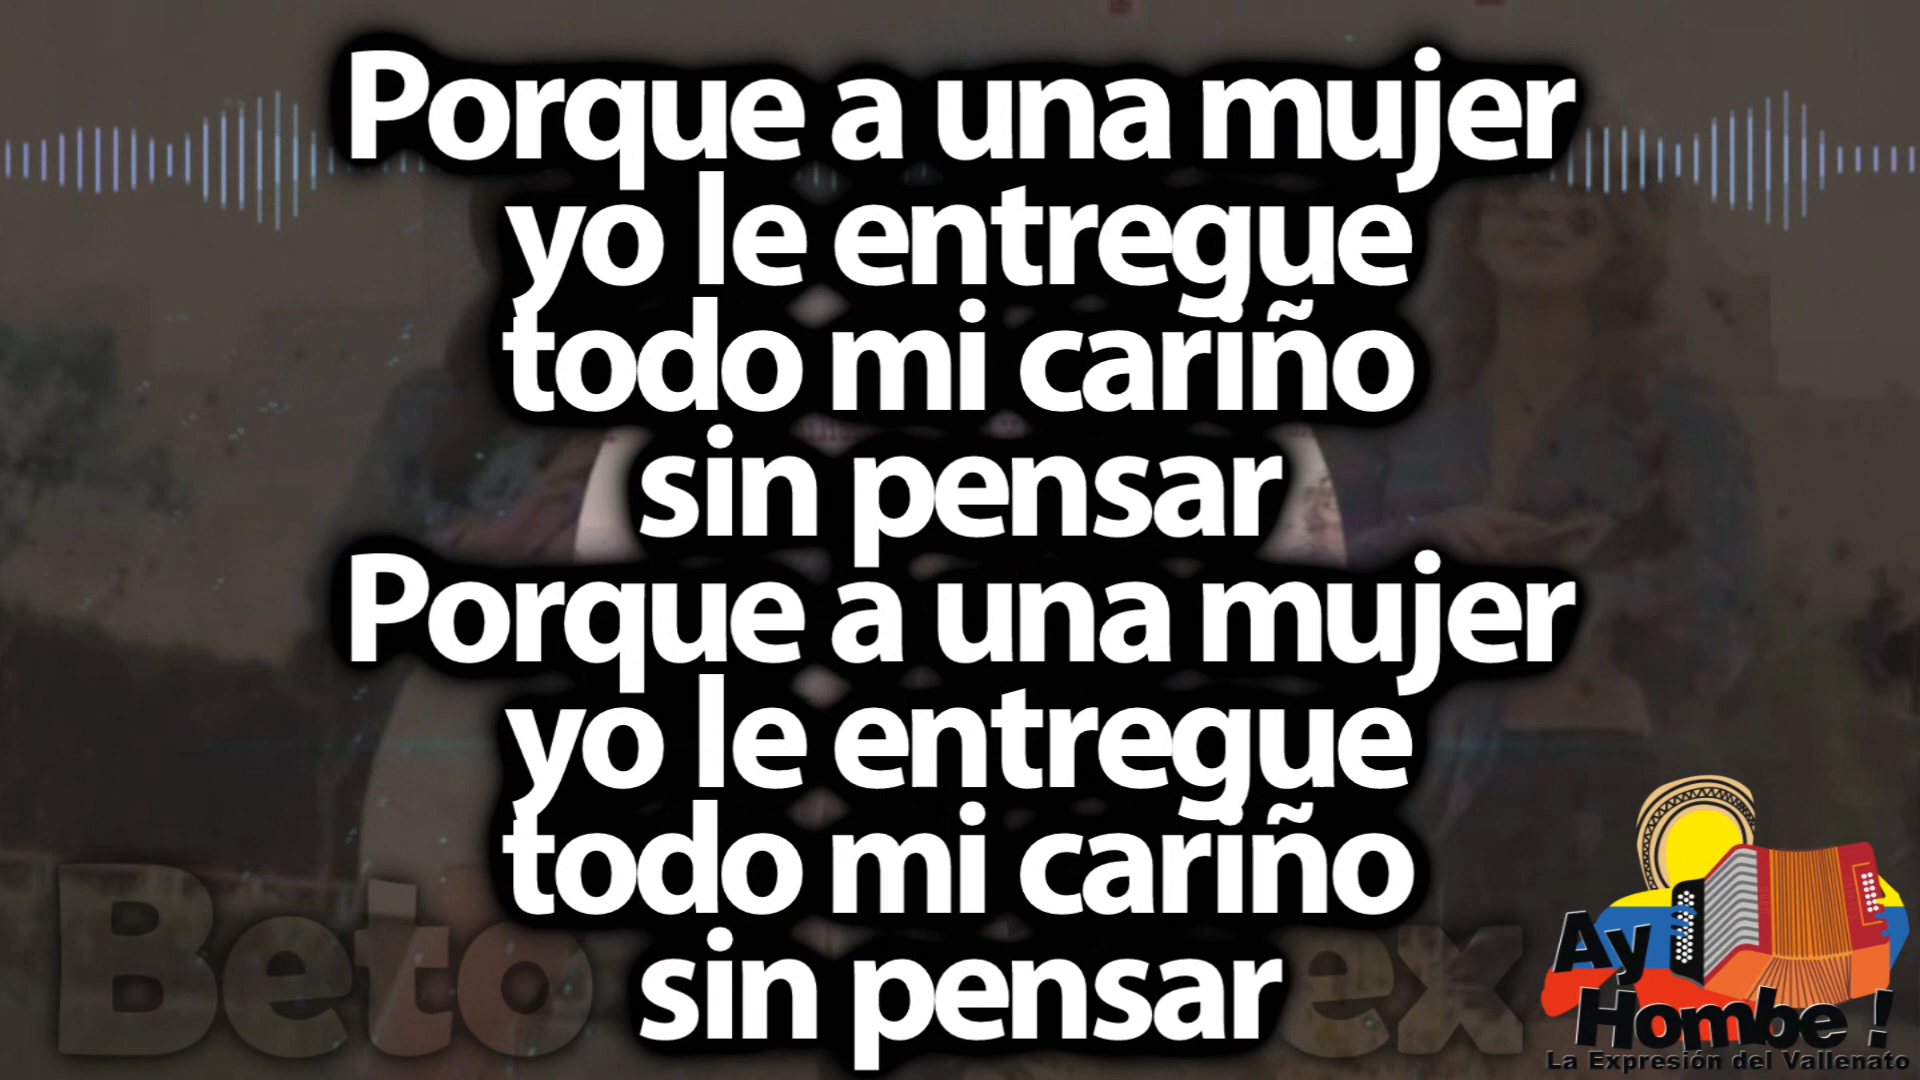 Porque a una mujer
yo le entregue
todo mi cariño
sin pensar
Porque a una mujer
yo le entregue
todo mi cariño
sin pensar
Beto
Ay
Hombe !
La Expresión del Vallenato